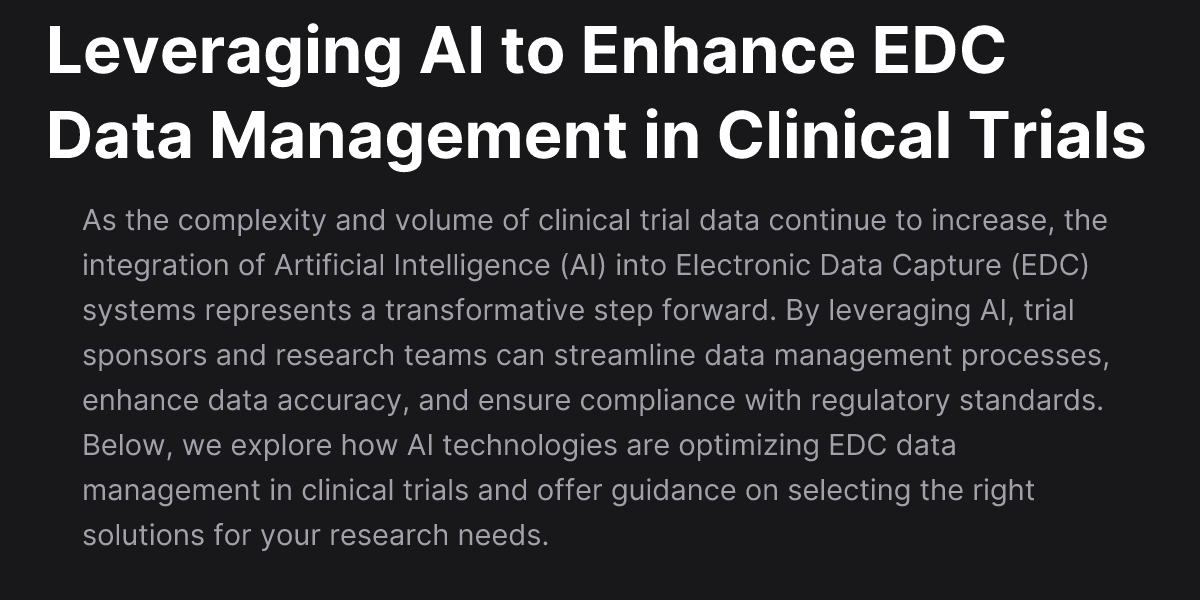 Leveraging AI to Enhance EDC
Data Management in Clinical Trials
As the complexity and volume of clinical trial data continue to increase, the
integration of Artificial Intelligence (AI) into Electronic Data Capture (EDC)
systems represents a transformative step forward. By leveraging AI, trial
sponsors and research teams can streamline data management processes,
enhance data accuracy, and ensure compliance with regulatory standards.
Below, we explore how AI technologies are optimizing EDC data
management in clinical trials and offer guidance on selecting the right
solutions for your research needs.